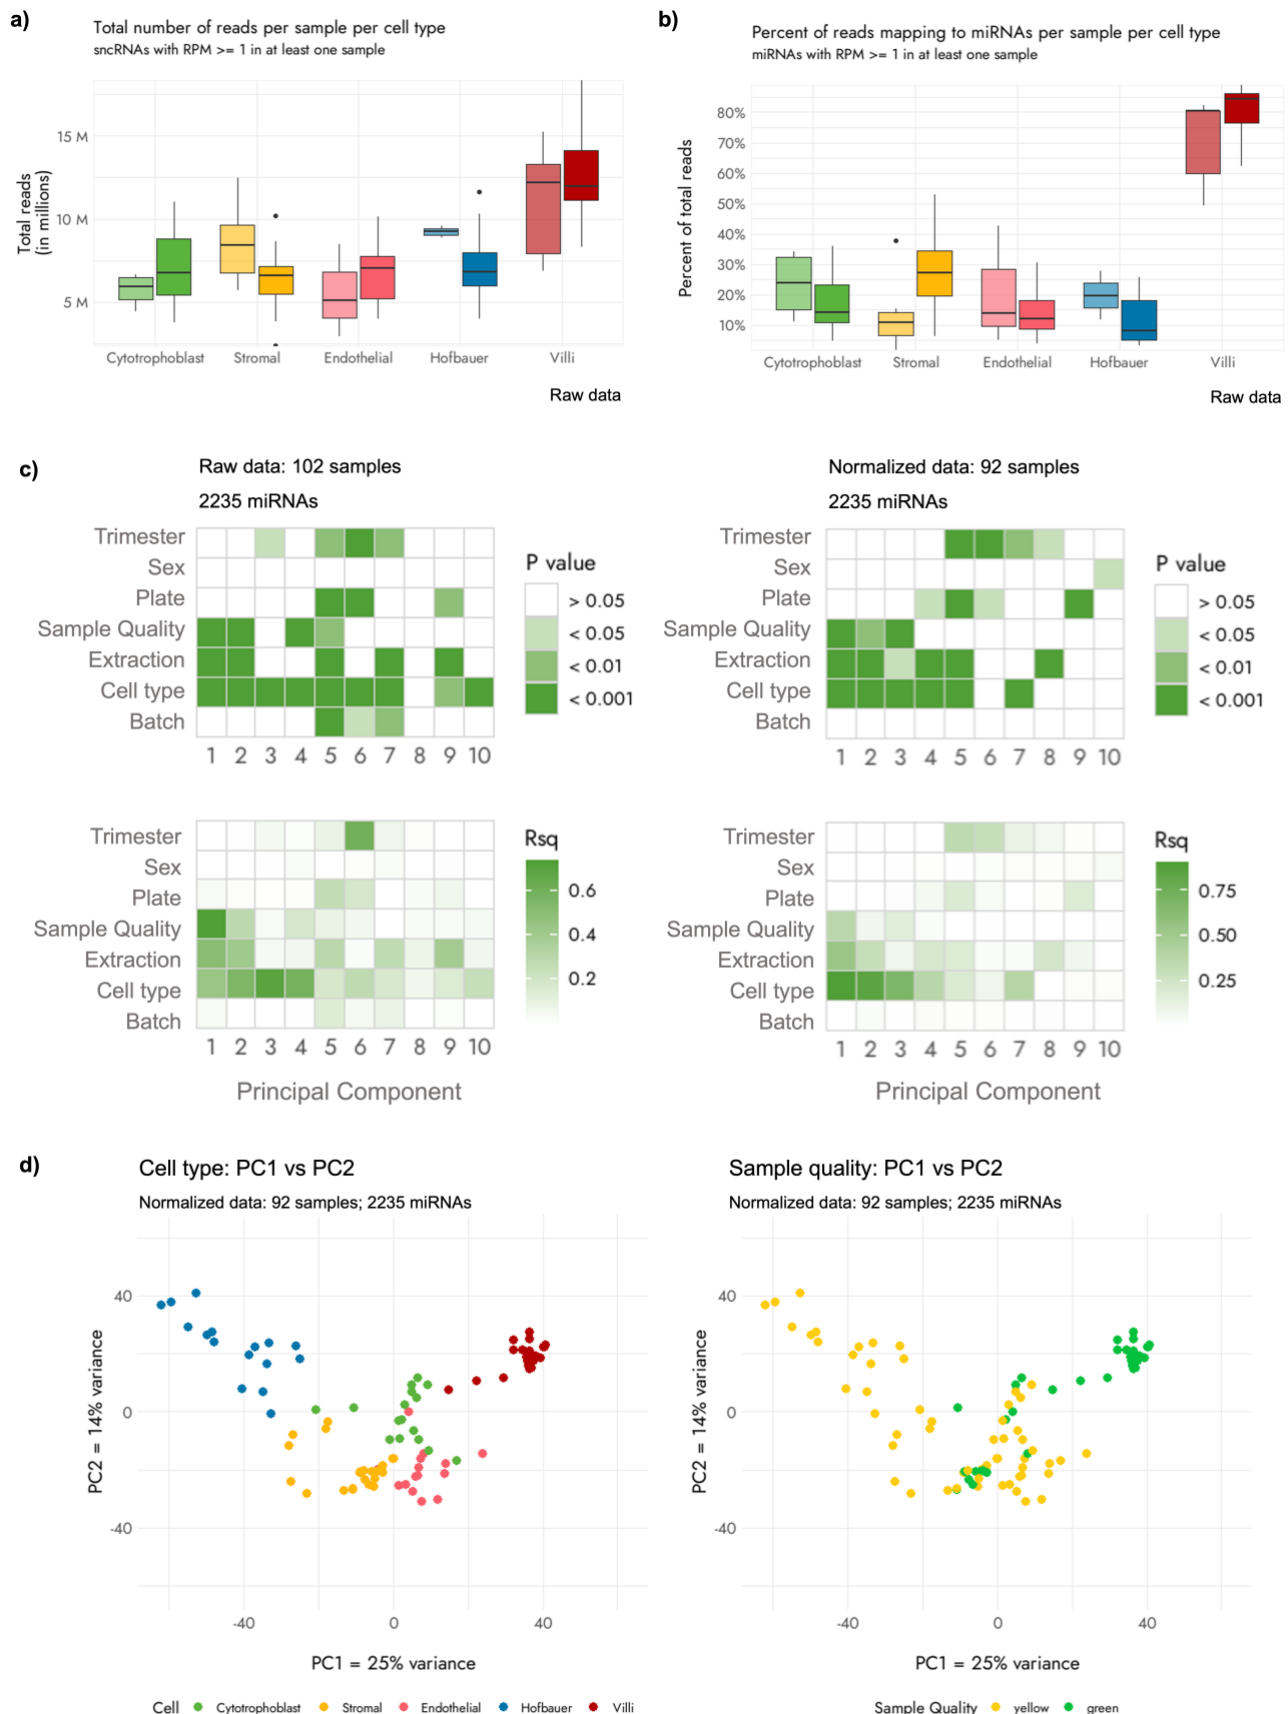 a)
Total number of reads per sample per cell type
sncRNAs with RPM >= 1 in at least one sample
Total reads
(in millions)
15 M
10 M
5 M
Cytotrophoblast Stromal Endothelial Hofbauer Villi
Raw data
b)
Percent of reads mapping to miRNAs per sample per cell type
miRNAs with RPM >= 1 in at least one sample
Percent of total reads
80%
70%
60%
50%
40%
30%
20%
10%
Cytotrophoblast Stromal Endothelial Hofbauer Villi
Raw data
c)
Raw data: 102 samples
2235 miRNAs
Trimester
Sex
Plate
Sample Quality
Extraction
Cell type
Batch
1 2 3 4 5 6 7 8 9 10
P value
> 0.05
< 0.05
< 0.01
< 0.001
Normalized data: 92 samples
2235 miRNAs
Trimester
Sex
Plate
Sample Quality
Extraction
Cell type
Batch
1 2 3 4 5 6 7 8 9 10
P value
> 0.05
< 0.05
< 0.01
< 0.001
Trimester
Sex
Plate
Sample Quality
Extraction
Cell type
Batch
1 2 3 4 5 6 7 8 9 10
Principal Component
Rsq
0.6
0.4
0.2
Trimester
Sex
Plate
Sample Quality
Extraction
Cell type
Batch
1 2 3 4 5 6 7 8 9 10
Principal Component
Rsq
0.75
0.50
0.25
d)
Cell type: PC1 vs PC2
Normalized data: 92 samples; 2235 miRNAs
PC2 = 14% variance
40
0
-40
-40 0 40
PC1 = 25% variance
Cell Cytotrophoblast Stromal Endothelial Hofbauer Villi
Sample quality: PC1 vs PC2
Normalized data: 92 samples; 2235 miRNAs
PC2 = 14% variance
40
0
-40
-40 0 40
PC1 = 25% variance
Sample Quality yellow green